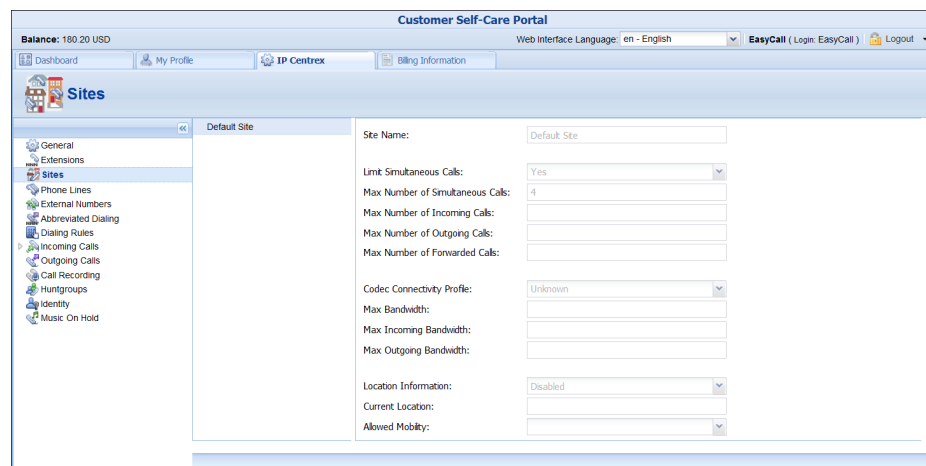 Customer Self-Care Portal
Balance: 180.20 USD Web Interface Language: en - English EasyCall ( Login: EasyCall ) Logout
Dashboard My Profile IP Centrex Billing Information
Sites
General
Extensions
Sites
Phone Lines
External Numbers
Abbreviated Dialing
Dialing Rules
Incoming Calls
Outgoing Calls
Call Recording
Huntgroups
Identity
Music On Hold
Default Site
Site Name: Default Site
Limit Simultaneous Calls: Yes
Max Number of Simultaneous Calls: 4
Max Number of Incoming Calls:
Max Number of Outgoing Calls:
Max Number of Forwarded Calls:
Codec Connectivity Profile: Unknown
Max Bandwidth:
Max Incoming Bandwidth:
Max Outgoing Bandwidth:
Location Information: Disabled
Current Location:
Allowed Mobility: